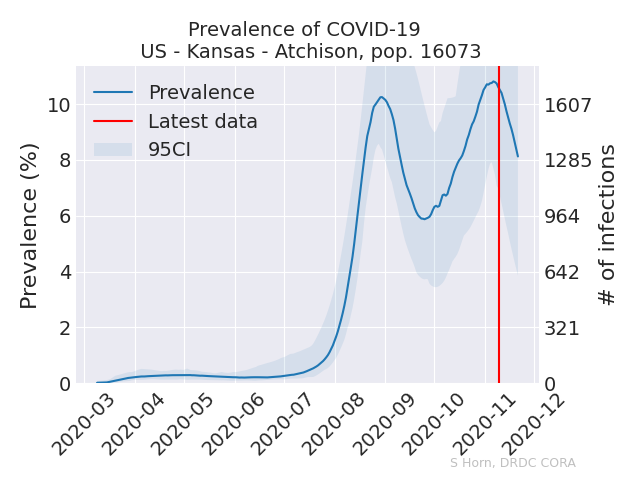 Prevalence of COVID-19
US - Kansas - Atchison, pop. 16073
Prevalence
Latest data
95CI
Prevalence (%)
10
8
6
4
2
0
1607
1285
964
642
321
0
# of infections
2020-03
2020-04
2020-05
2020-06
2020-07
2020-08
2020-09
2020-10
2020-11
2020-12
S Horn, DRDC CORA